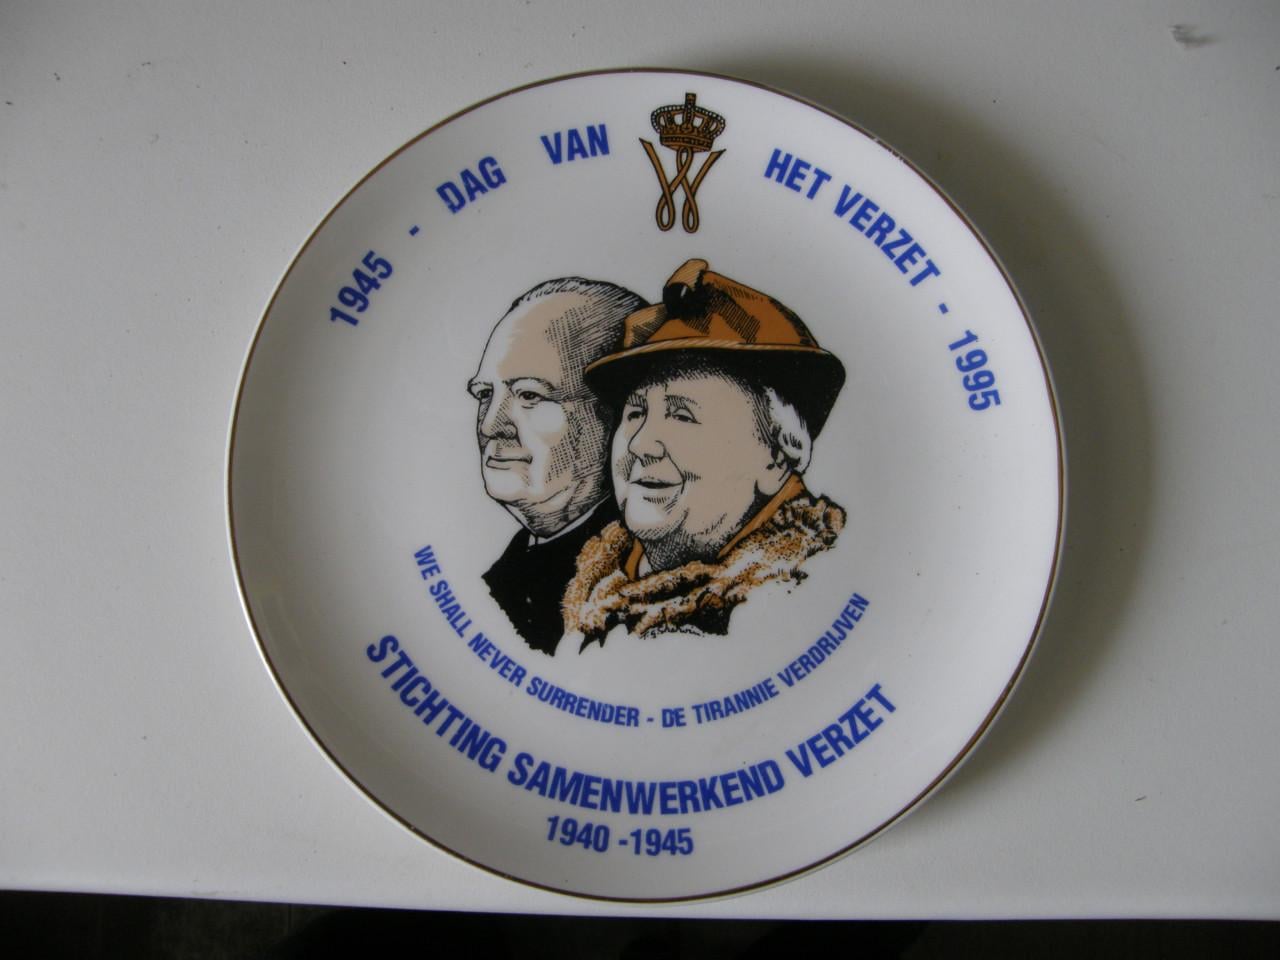 1945 - DAG VAN HET VERZET - 1995
W
WE SHALL NEVER SURRENDER - DE TIRANNIE VERDRIJVEN
STICHTING SAMENWERKEND VERZET
1940 -1945